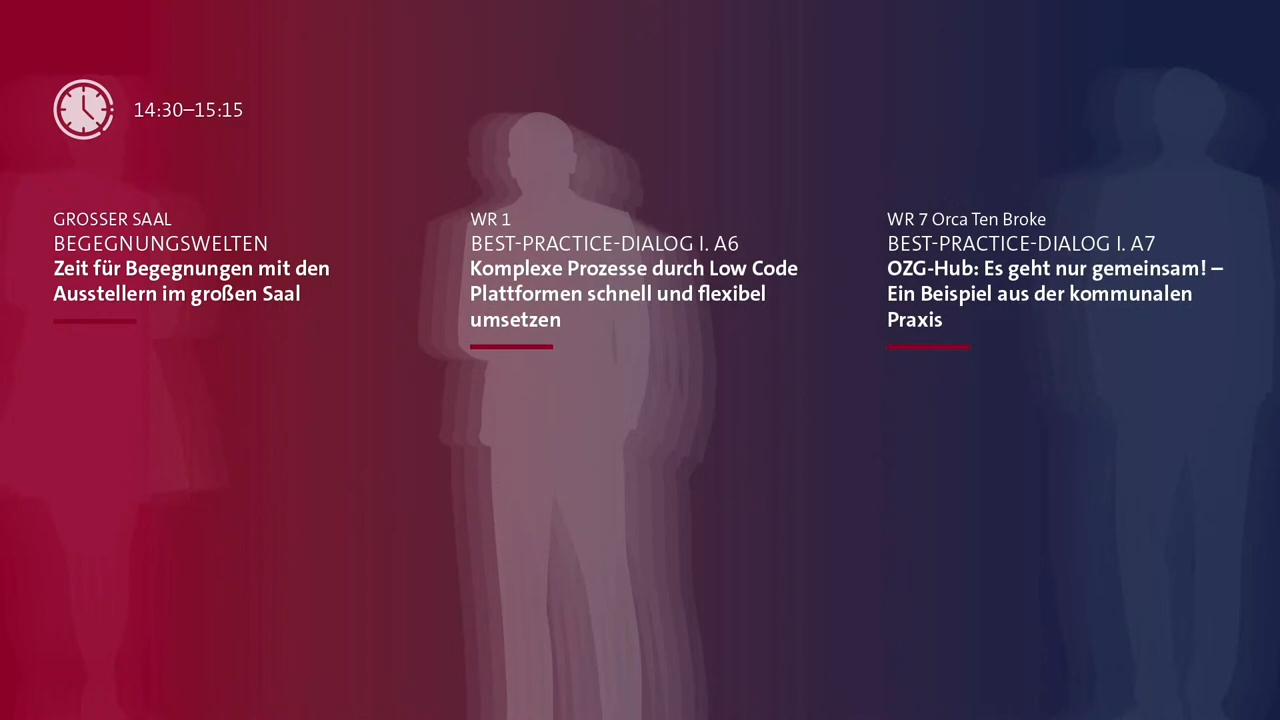 14:30–15:15
GROSSER SAAL
BEGEGNUNGSWELTEN
Zeit für Begegnungen mit den
Ausstellern im großen Saal
WR 1
BEST-PRACTICE-DIALOG I. A6
Komplexe Prozesse durch Low Code
Plattformen schnell und flexibel
umsetzen
WR 7 Orca Ten Broke
BEST-PRACTICE-DIALOG I. A7
OZG-Hub: Es geht nur gemeinsam! –
Ein Beispiel aus der kommunalen
Praxis